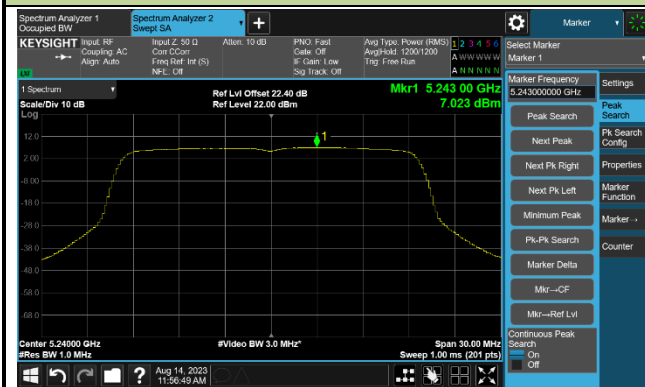 Spectrum Analyzer 1
Occupied BW
Spectrum Analyzer 2
Swept SA
+
Marker
KEYSIGHT
Input: RF
Coupling: AC
Align: Auto
Input Z: 50 Ω
Corr CCorr
Freq Ref: Int (S)
NFE: Off
Atten: 10 dB
PNO: Fast
Gate: Off
IF Gain: Low
Sig Track: Off
Avg Type: Power (RMS)
Avg|Hold: 1200/1200
Trig: Free Run
1 2 3 4 5 6
A W W W W W
A N N N N N
Select Marker
Marker 1
1 Spectrum
Scale/Div 10 dB
Log
Ref Lvl Offset 22.40 dB
Ref Level 22.00 dBm
Mkr1 5.243 00 GHz
7.023 dBm
12.0
2.00
-8.00
-18.0
-28.0
-38.0
-48.0
-58.0
-68.0
1
Center 5.24000 GHz
#Res BW 1.0 MHz
#Video BW 3.0 MHz*
Span 30.00 MHz
Sweep 1.00 ms (201 pts)
Marker Frequency
5.243000000 GHz
Peak Search
Next Peak
Next Pk Right
Next Pk Left
Minimum Peak
Pk-Pk Search
Marker Delta
Mkr→CF
Mkr→Ref Lvl
Continuous Peak
Search
On
Off
Settings
Peak
Search
Pk Search
Config
Properties
Marker
Function
Marker→
Counter
?
Aug 14, 2023
11:56:49 AM